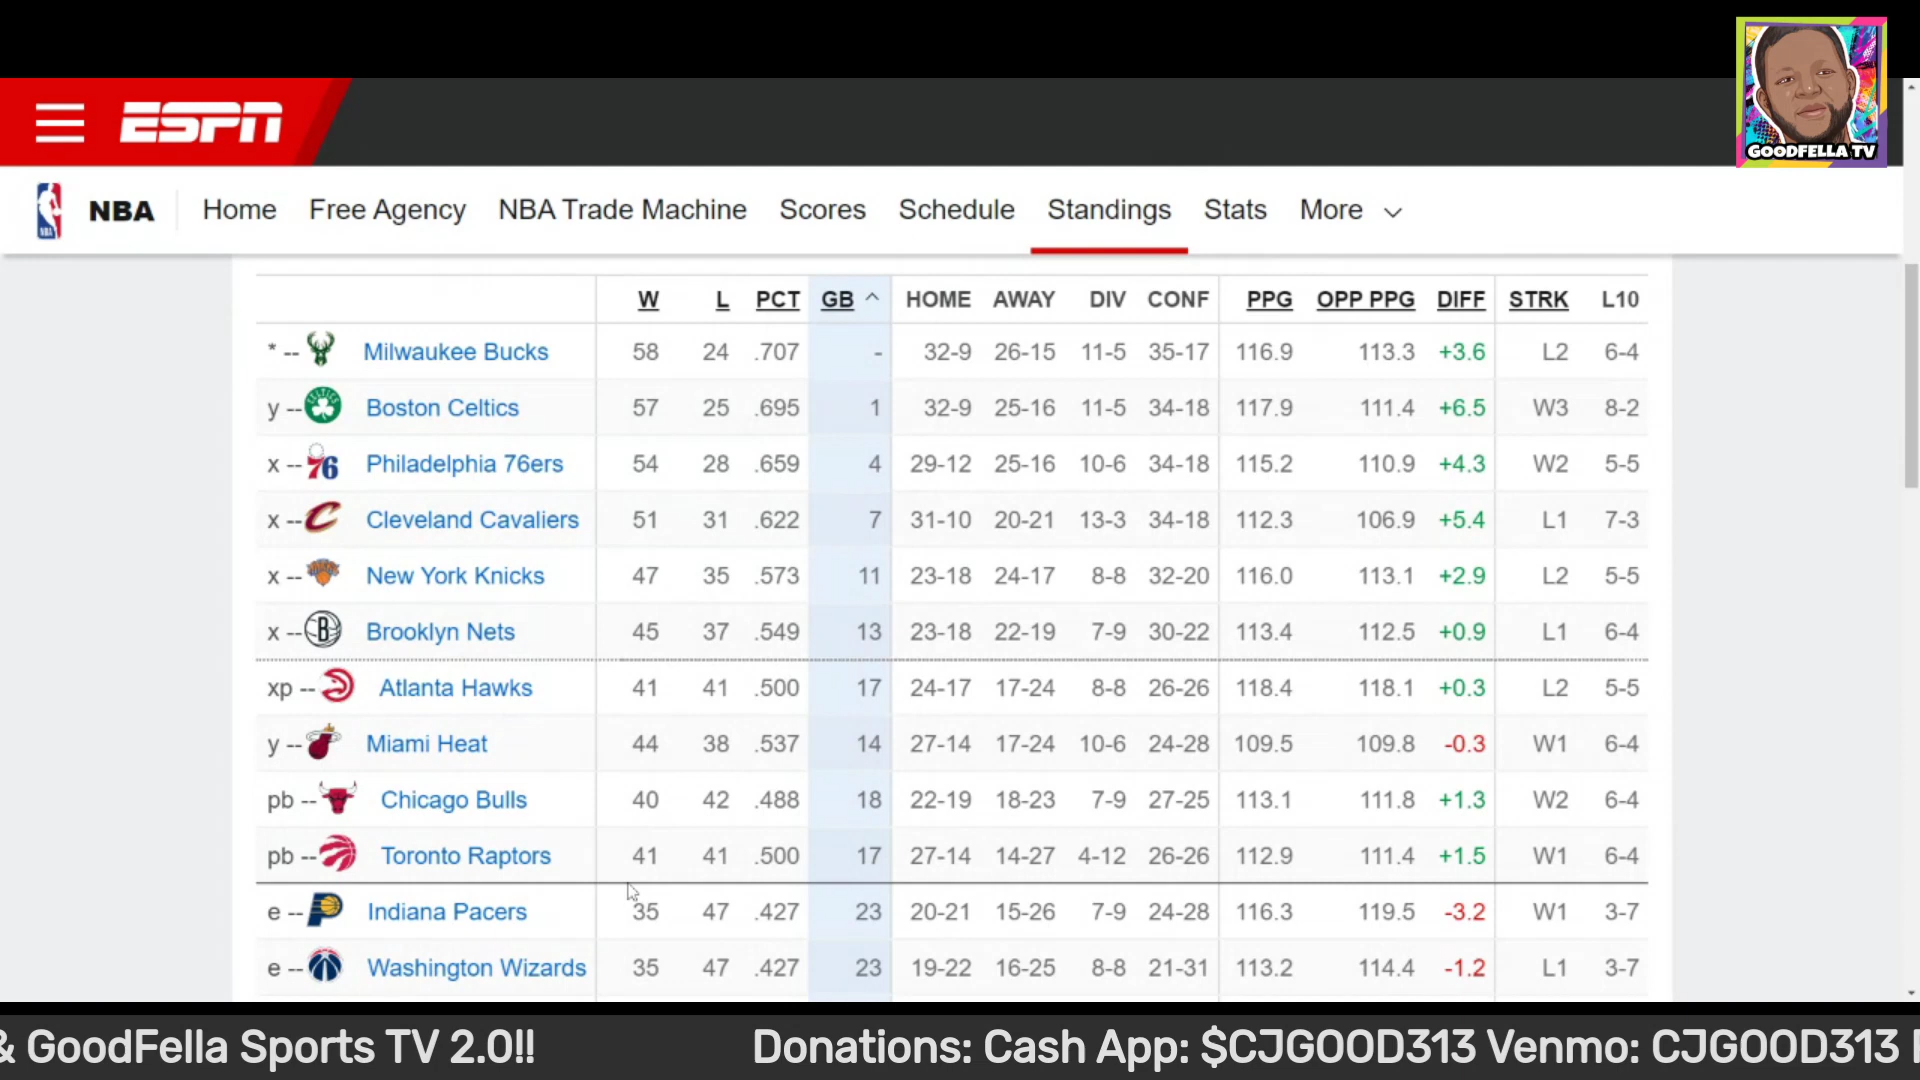 GOODFELLA TV
ESPN
NBA Home Free Agency NBA Trade Machine Scores Schedule Standings Stats More
W L PCT GB HOME AWAY DIV CONF PPG OPP PPG DIFF STRK L10
* -- Milwaukee Bucks 58 24 .707 - 32-9 26-15 11-5 35-17 116.9 113.3 +3.6 L2 6-4
y -- Boston Celtics 57 25 .695 1 32-9 25-16 11-5 34-18 117.9 111.4 +6.5 W3 8-2
x -- Philadelphia 76ers 54 28 .659 4 29-12 25-16 10-6 34-18 115.2 110.9 +4.3 W2 5-5
x -- Cleveland Cavaliers 51 31 .622 7 31-10 20-21 13-3 34-18 112.3 106.9 +5.4 L1 7-3
x -- New York Knicks 47 35 .573 11 23-18 24-17 8-8 32-20 116.0 113.1 +2.9 L2 5-5
x -- Brooklyn Nets 45 37 .549 13 23-18 22-19 7-9 30-22 113.4 112.5 +0.9 L1 6-4
xp -- Atlanta Hawks 41 41 .500 17 24-17 17-24 8-8 26-26 118.4 118.1 +0.3 L2 5-5
y -- Miami Heat 44 38 .537 14 27-14 17-24 10-6 24-28 109.5 109.8 -0.3 W1 6-4
pb -- Chicago Bulls 40 42 .488 18 22-19 18-23 7-9 27-25 113.1 111.8 +1.3 W2 6-4
pb -- Toronto Raptors 41 41 .500 17 27-14 14-27 4-12 26-26 112.9 111.4 +1.5 W1 6-4
e -- Indiana Pacers 35 47 .427 23 20-21 15-26 7-9 24-28 116.3 119.5 -3.2 W1 3-7
e -- Washington Wizards 35 47 .427 23 19-22 16-25 8-8 21-31 113.2 114.4 -1.2 L1 3-7
& GoodFella Sports TV 2.0!! Donations: Cash App: $CJGOOD313 Venmo: CJGOOD313